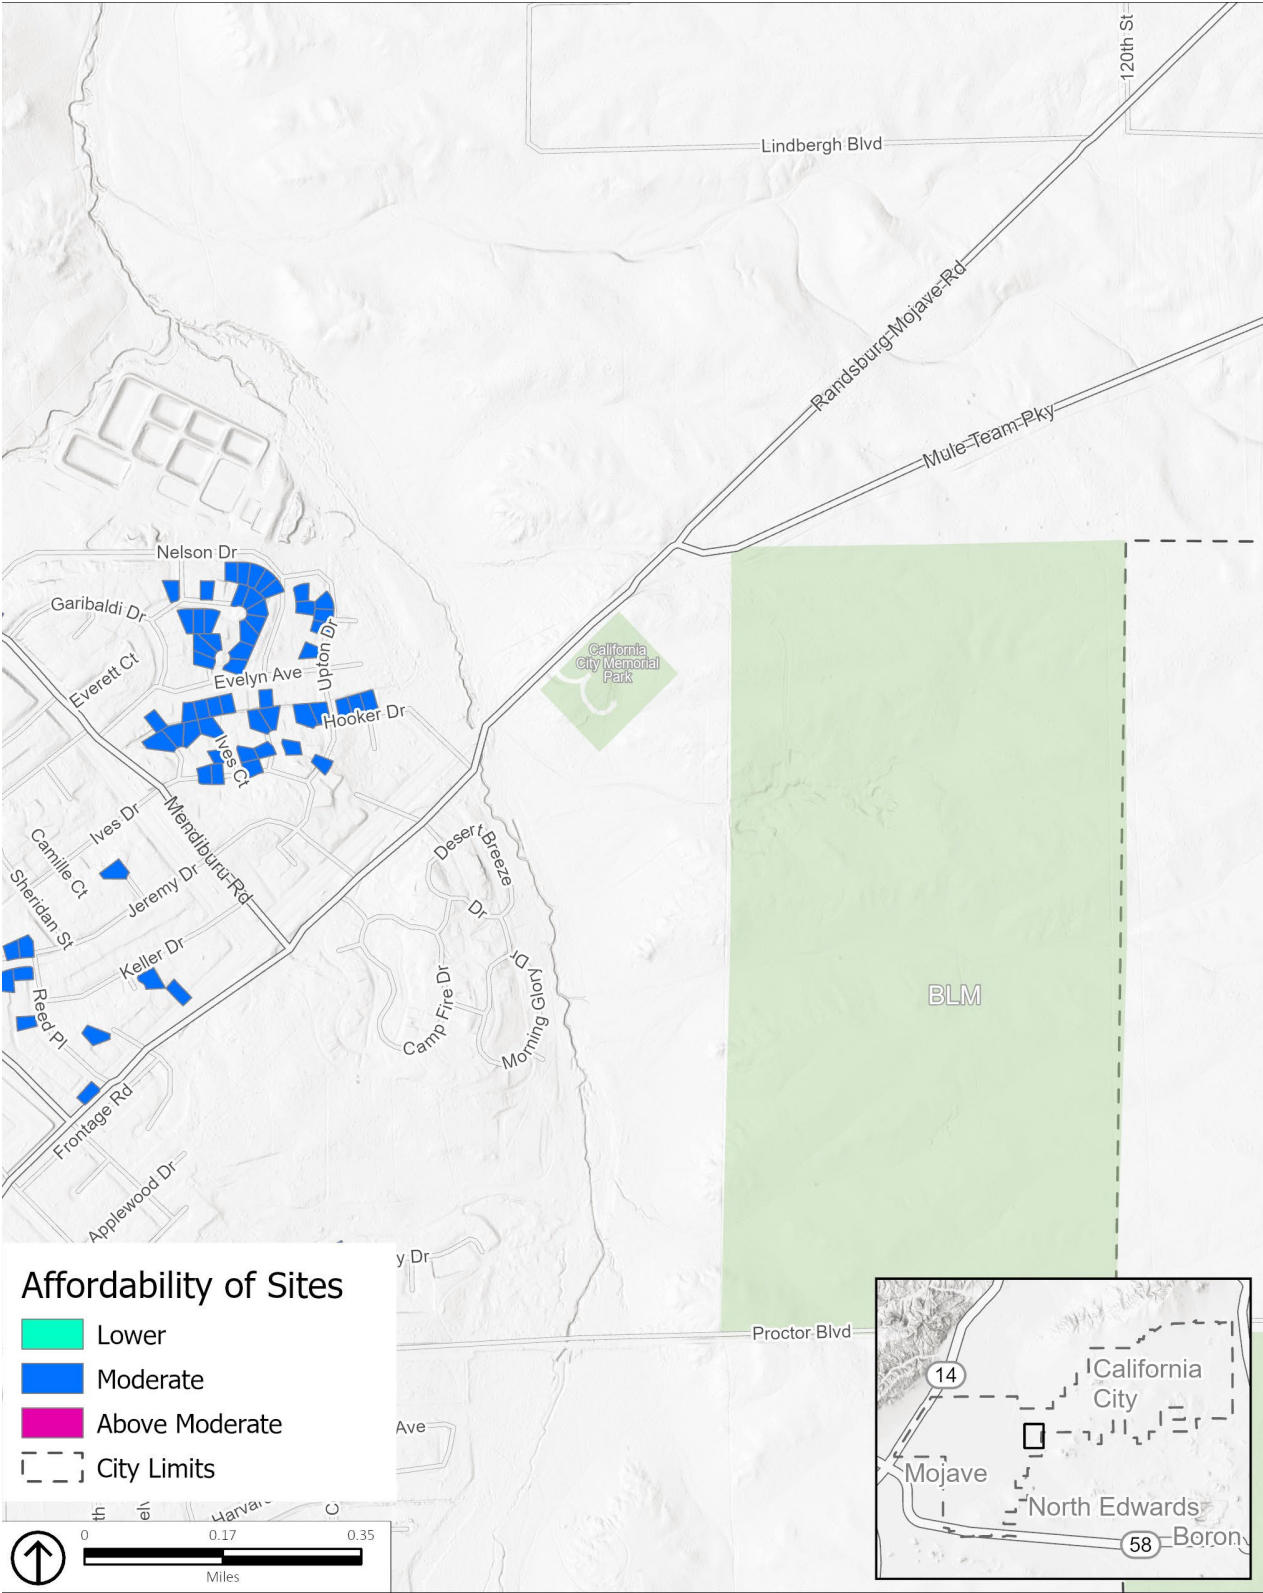 120th St
Lindbergh Blvd
Randsburg-Mojave-Rd
Mule-Team-Pky
Nelson Dr
Garibaldi Dr
Everett Ct
Evelyn Ave
Upton Dr
Hooker Dr
Ives Ct
California
City Memorial
Park
Mendiburu-Rd
Ives Dr
Camille Ct
Sheridan St
Jeremy Dr
Keller Dr
Reed Pl
Desert Breeze
Dr
Morning Glory Dr
Camp Fire Dr
BLM
Frontage Rd
Applewood Dr
y Dr
Proctor Blvd
Ave
Affordability of Sites
Lower
Moderate
Above Moderate
City Limits
th
Harvar
C
0 0.17 0.35
Miles
14
California
City
Mojave
North Edwards
58
Boron